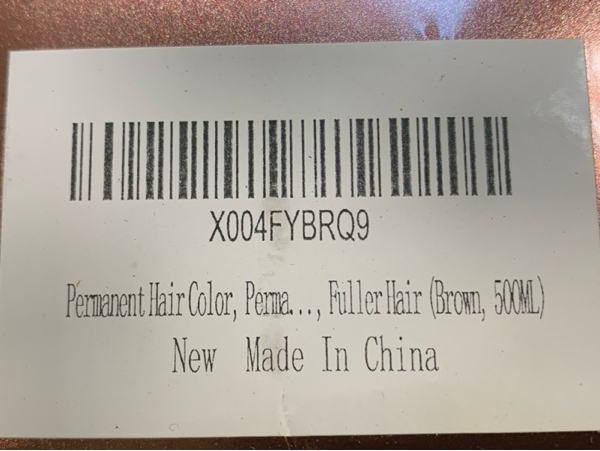 X004FYBRQ9
Permanent Hair Color, Perma..., Fuller Hair (Brown, 500ML)
New Made In China